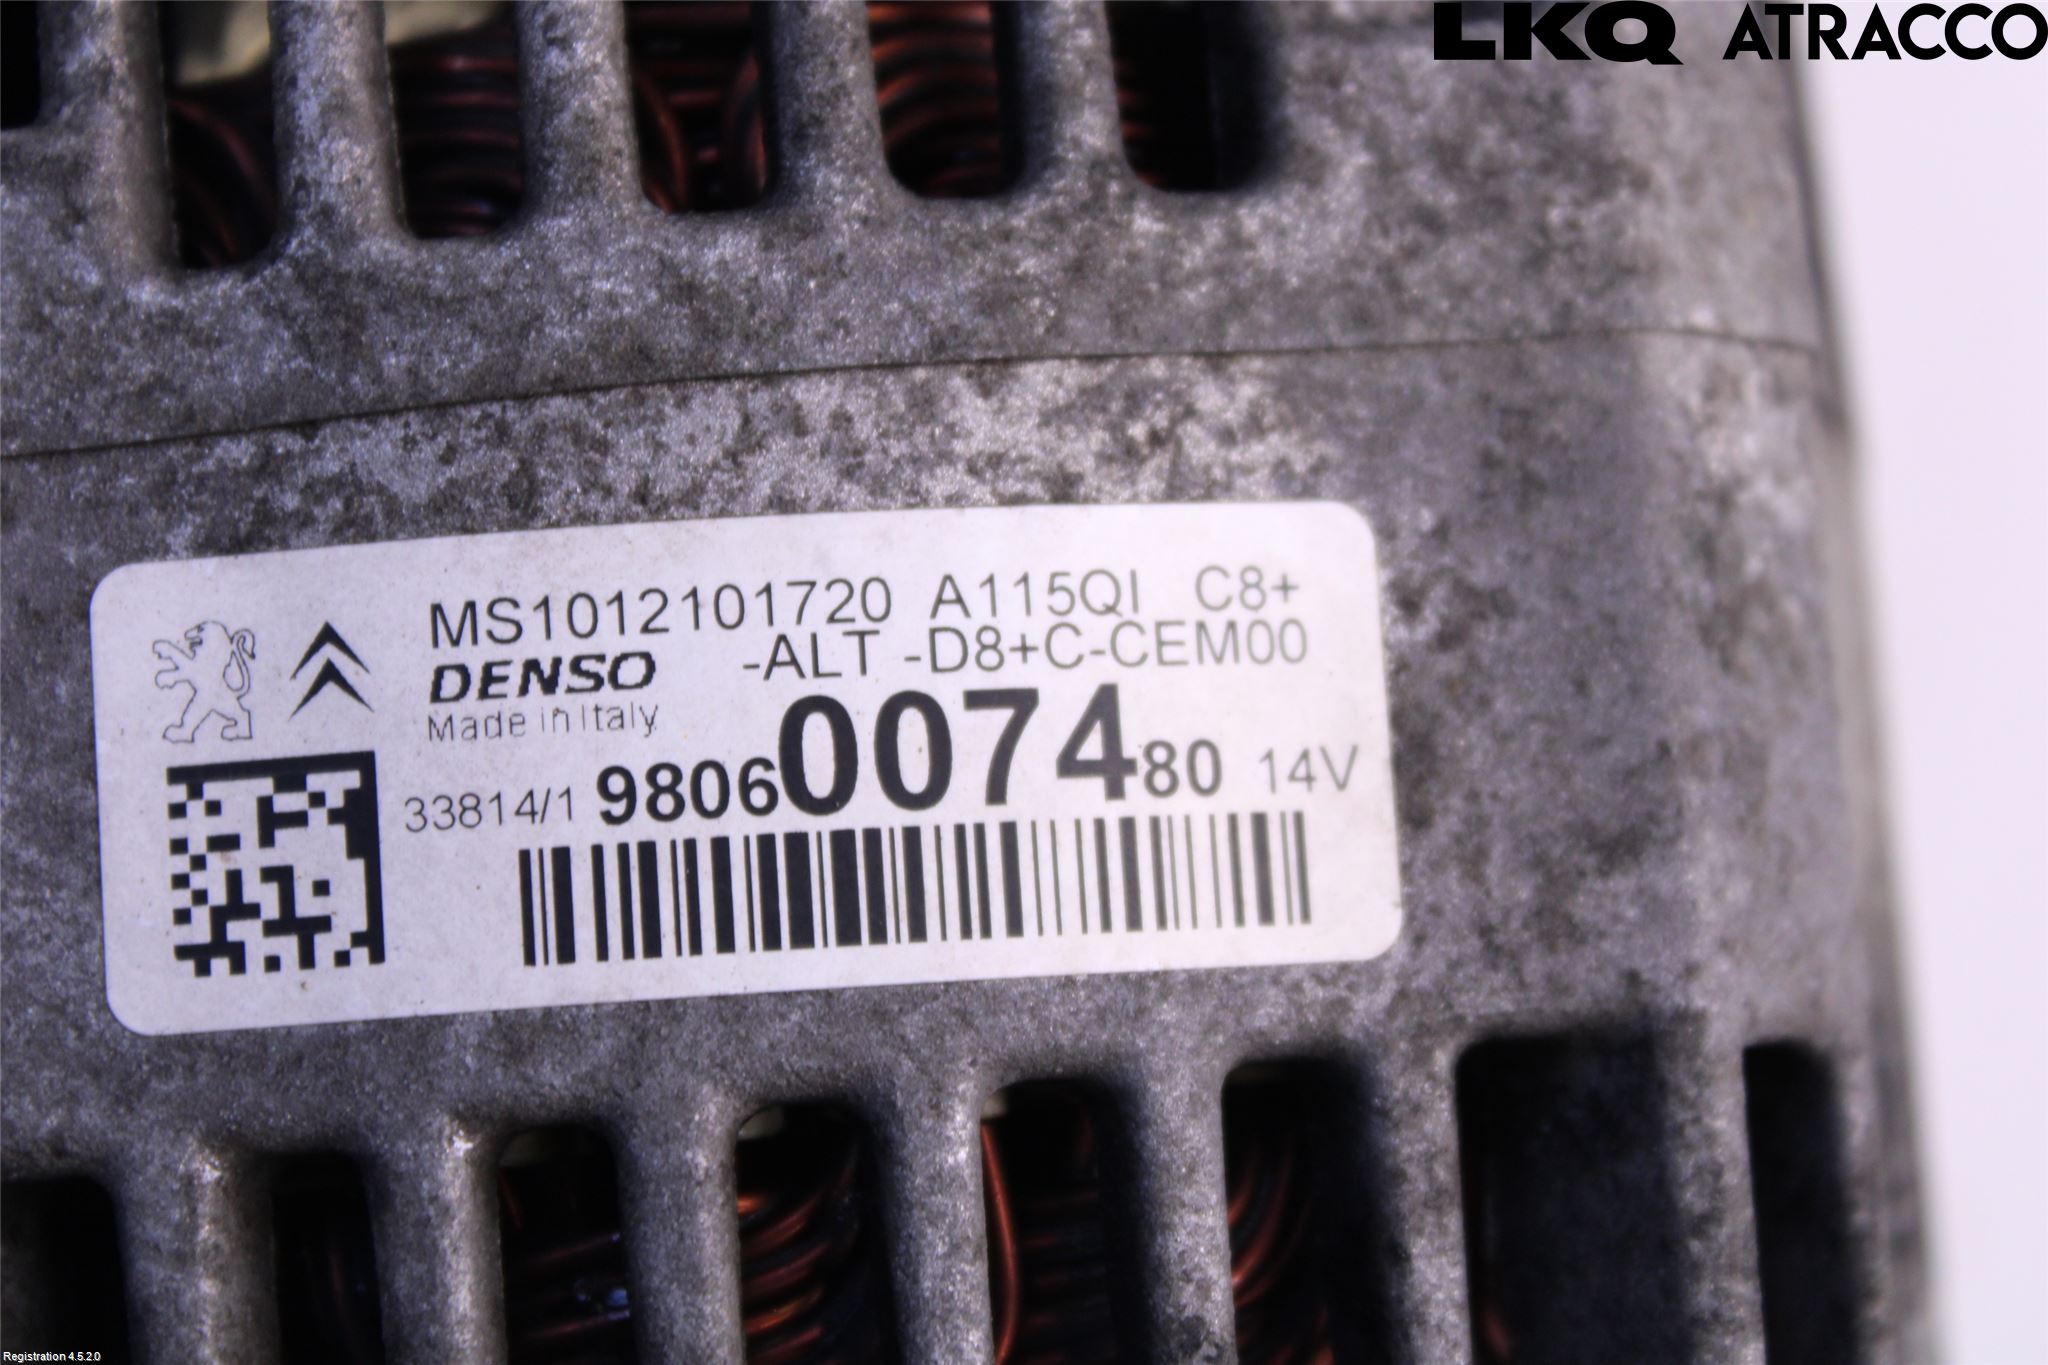 LKQ ATRACCO
MS1012101720 A115QI C8+
DENSO -ALT -D8+C-CEM00
Made in Italy
33814/1 9806007480 14V
Registration 4.5.2.0